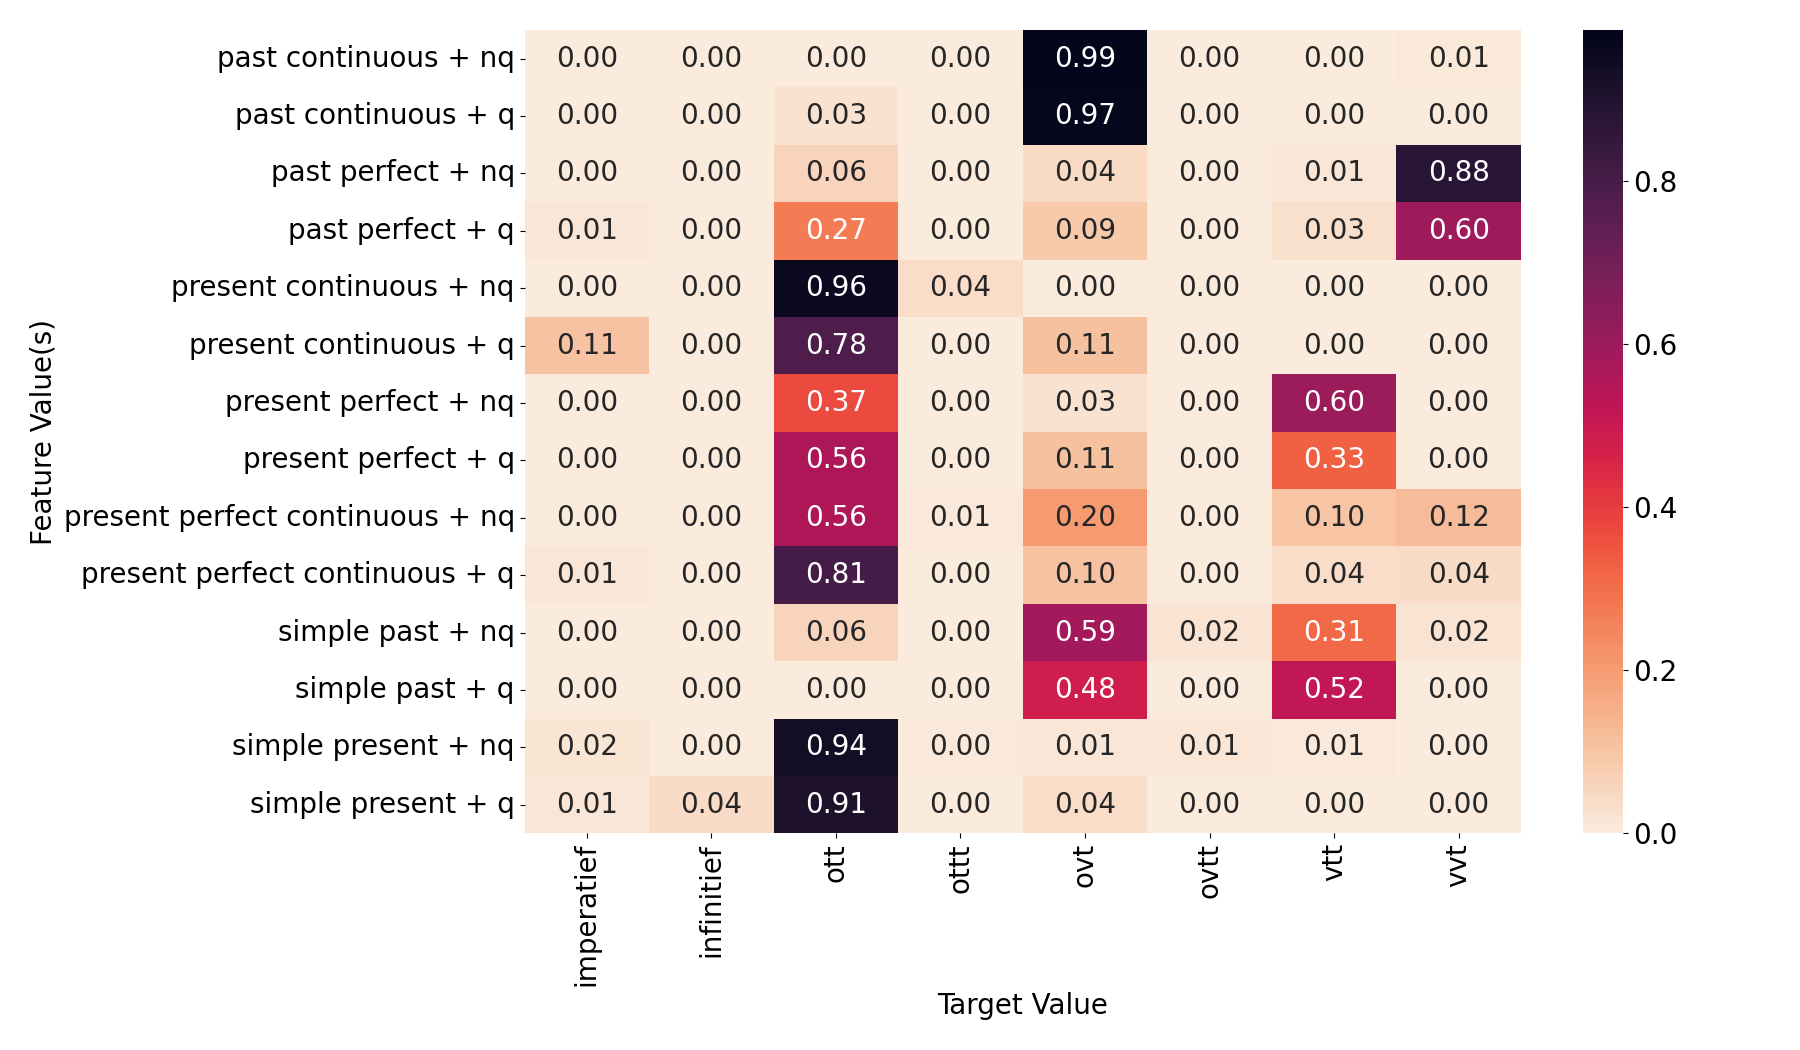 past continuous + nq 0.00 0.00 0.00 0.00 0.99 0.00 0.00 0.01
past continuous + q 0.00 0.00 0.03 0.00 0.97 0.00 0.00 0.00
past perfect + nq 0.00 0.00 0.06 0.00 0.04 0.00 0.01 0.88
past perfect + q 0.01 0.00 0.27 0.00 0.09 0.00 0.03 0.60
present continuous + nq 0.00 0.00 0.96 0.04 0.00 0.00 0.00 0.00
present continuous + q 0.11 0.00 0.78 0.00 0.11 0.00 0.00 0.00
present perfect + nq 0.00 0.00 0.37 0.00 0.03 0.00 0.60 0.00
present perfect + q 0.00 0.00 0.56 0.00 0.11 0.00 0.33 0.00
present perfect continuous + nq 0.00 0.00 0.56 0.01 0.20 0.00 0.10 0.12
present perfect continuous + q 0.01 0.00 0.81 0.00 0.10 0.00 0.04 0.04
simple past + nq 0.00 0.00 0.06 0.00 0.59 0.02 0.31 0.02
simple past + q 0.00 0.00 0.00 0.00 0.48 0.00 0.52 0.00
simple present + nq 0.02 0.00 0.94 0.00 0.01 0.01 0.01 0.00
simple present + q 0.01 0.04 0.91 0.00 0.04 0.00 0.00 0.00
imperatief infinitief ott ottt ovt ovtt vtt vvt
Target Value
Feature Value(s)
0.8
0.6
0.4
0.2
0.0